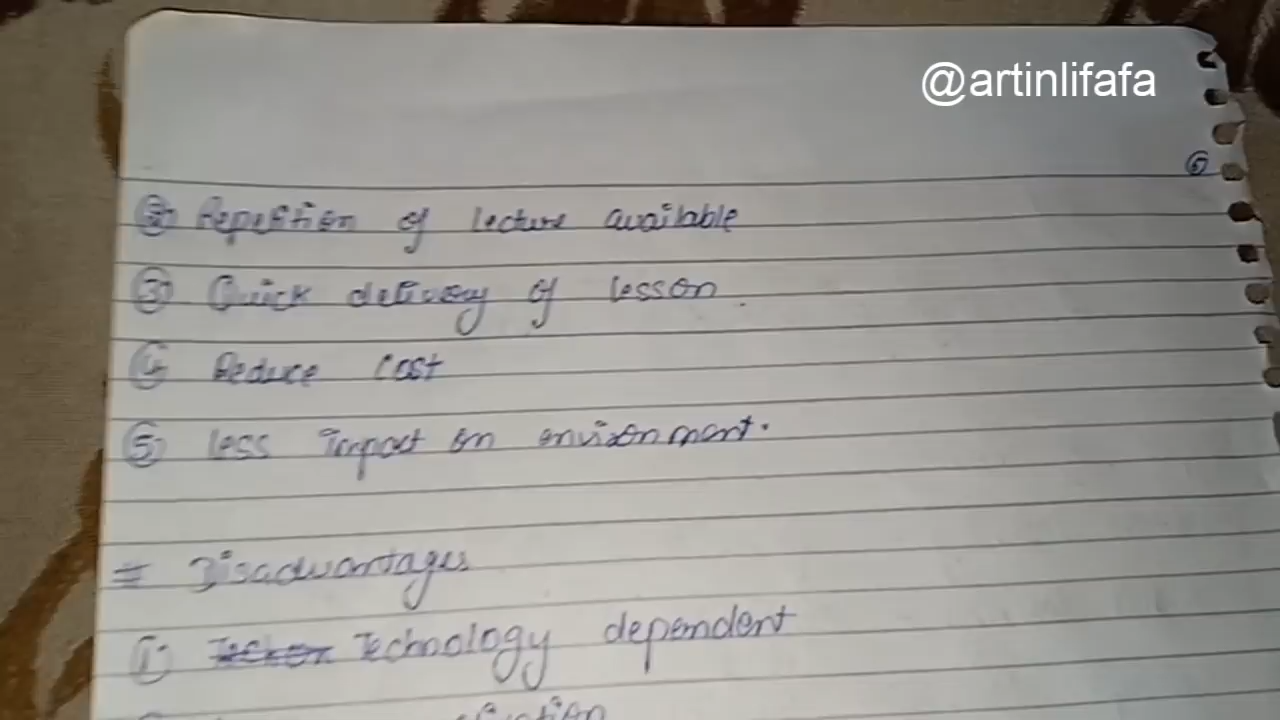 @artinlifafa
6
② Repetition of lecture available
③ Quick delivery of lesson.
④ Reduce cost
⑤ less impact on environment.
= Disadvantages
① Technology dependent